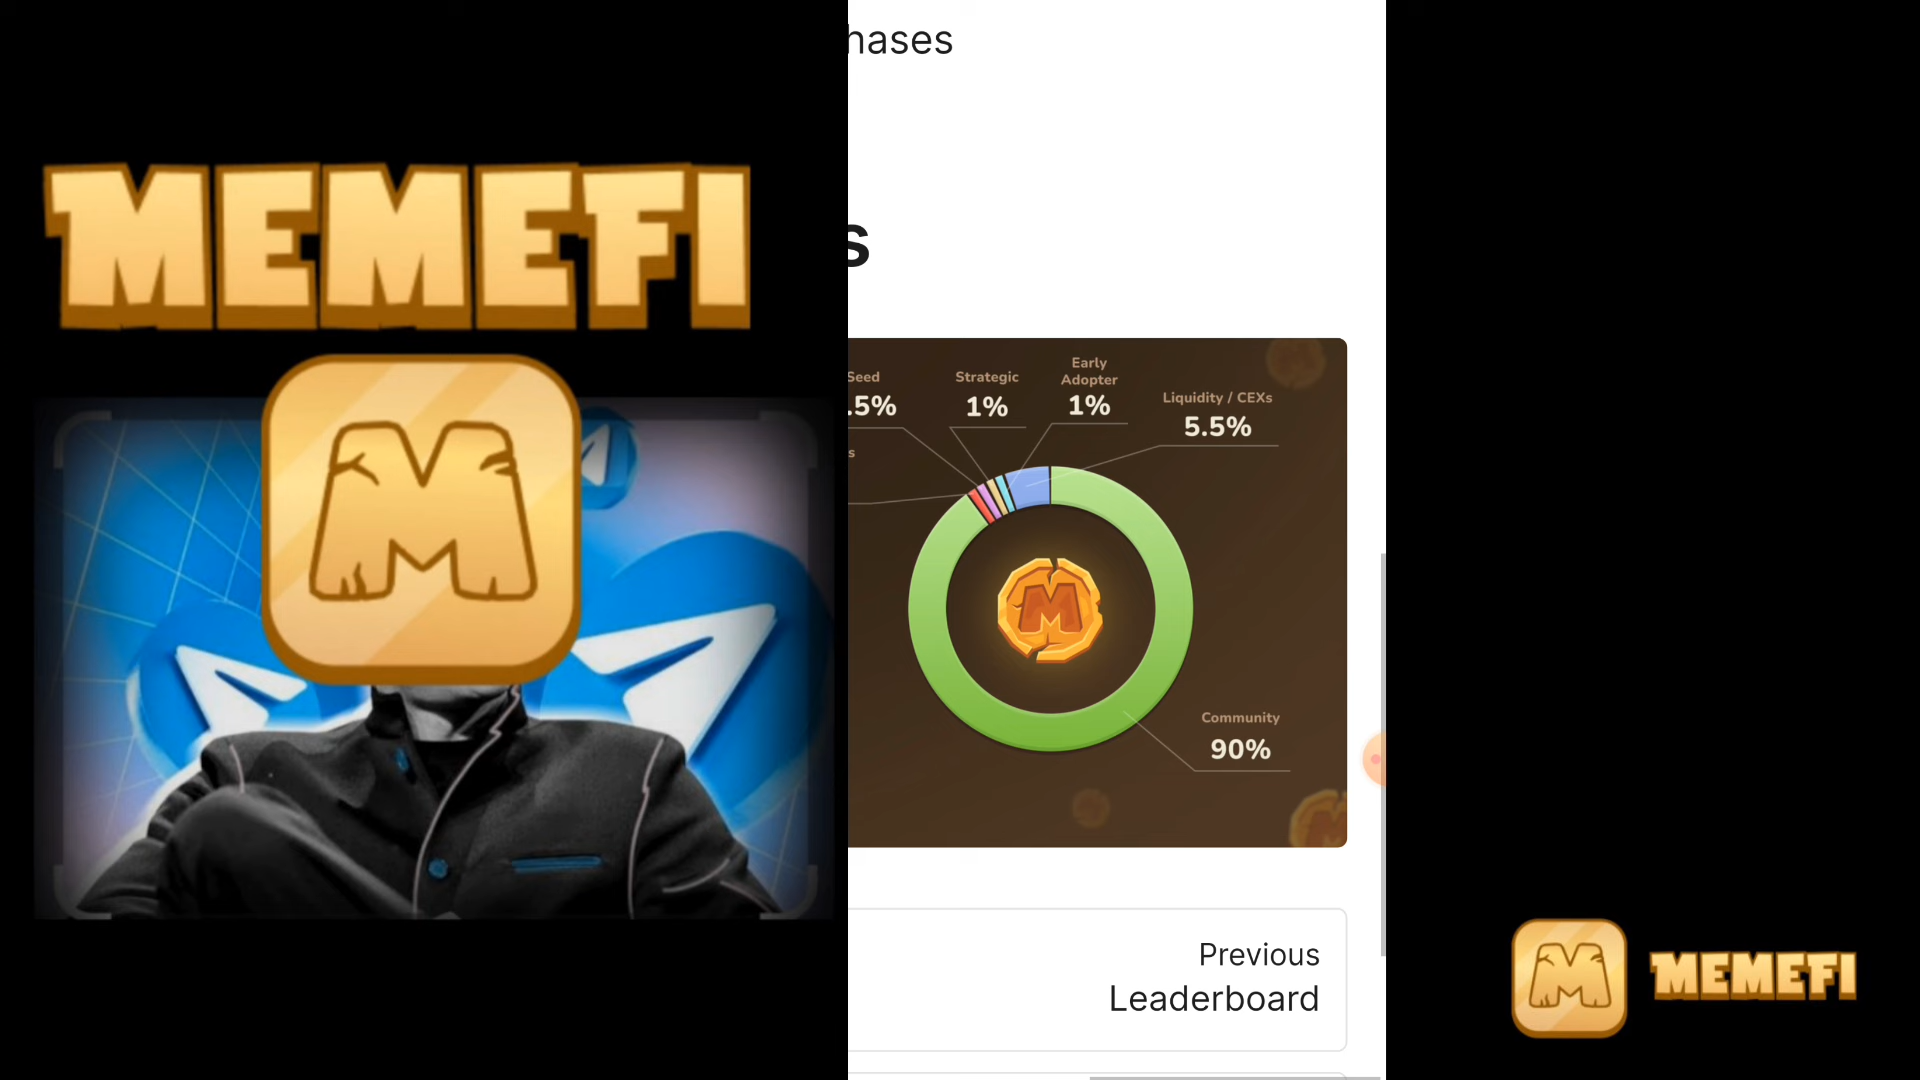 MEMEFI
M
hases
s
Seed
.5%
s
Strategic
1%
Early
Adopter
1%
Liquidity / CEXs
5.5%
M
Community
90%
Previous
Leaderboard
M
MEMEFI